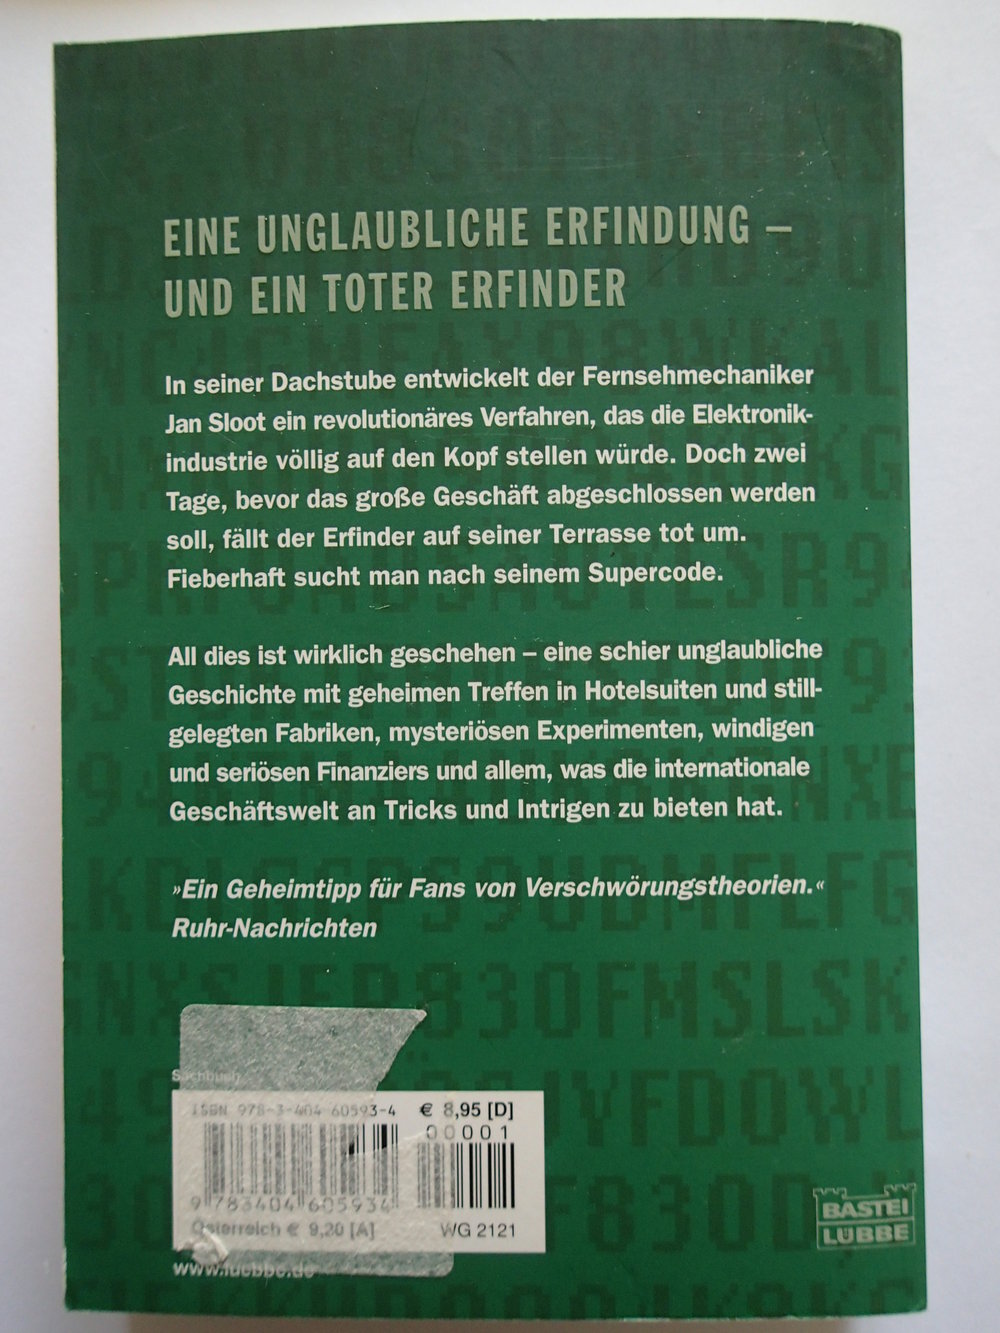 EINE UNGLAUBLICHE ERFINDUNG –
UND EIN TOTER ERFINDER
In seiner Dachstube entwickelt der Fernsehmechaniker
Jan Sloot ein revolutionäres Verfahren, das die Elektronik-
industrie völlig auf den Kopf stellen würde. Doch zwei
Tage, bevor das große Geschäft abgeschlossen werden
soll, fällt der Erfinder auf seiner Terrasse tot um.
Fieberhaft sucht man nach seinem Supercode.
All dies ist wirklich geschehen – eine schier unglaubliche
Geschichte mit geheimen Treffen in Hotelsuiten und still-
gelegten Fabriken, mysteriösen Experimenten, windigen
und seriösen Finanziers und allem, was die internationale
Geschäftswelt an Tricks und Intrigen zu bieten hat.
»Ein Geheimtipp für Fans von Verschwörungstheorien.«
Ruhr-Nachrichten
Sachbuch
ISBN 978-3-404-60593-4 € 8,95 [D]
00001
9 783404 605934
Österreich € 9,20 [A] WG 2121
www.luebbe.de
BASTEI
LÜBBE